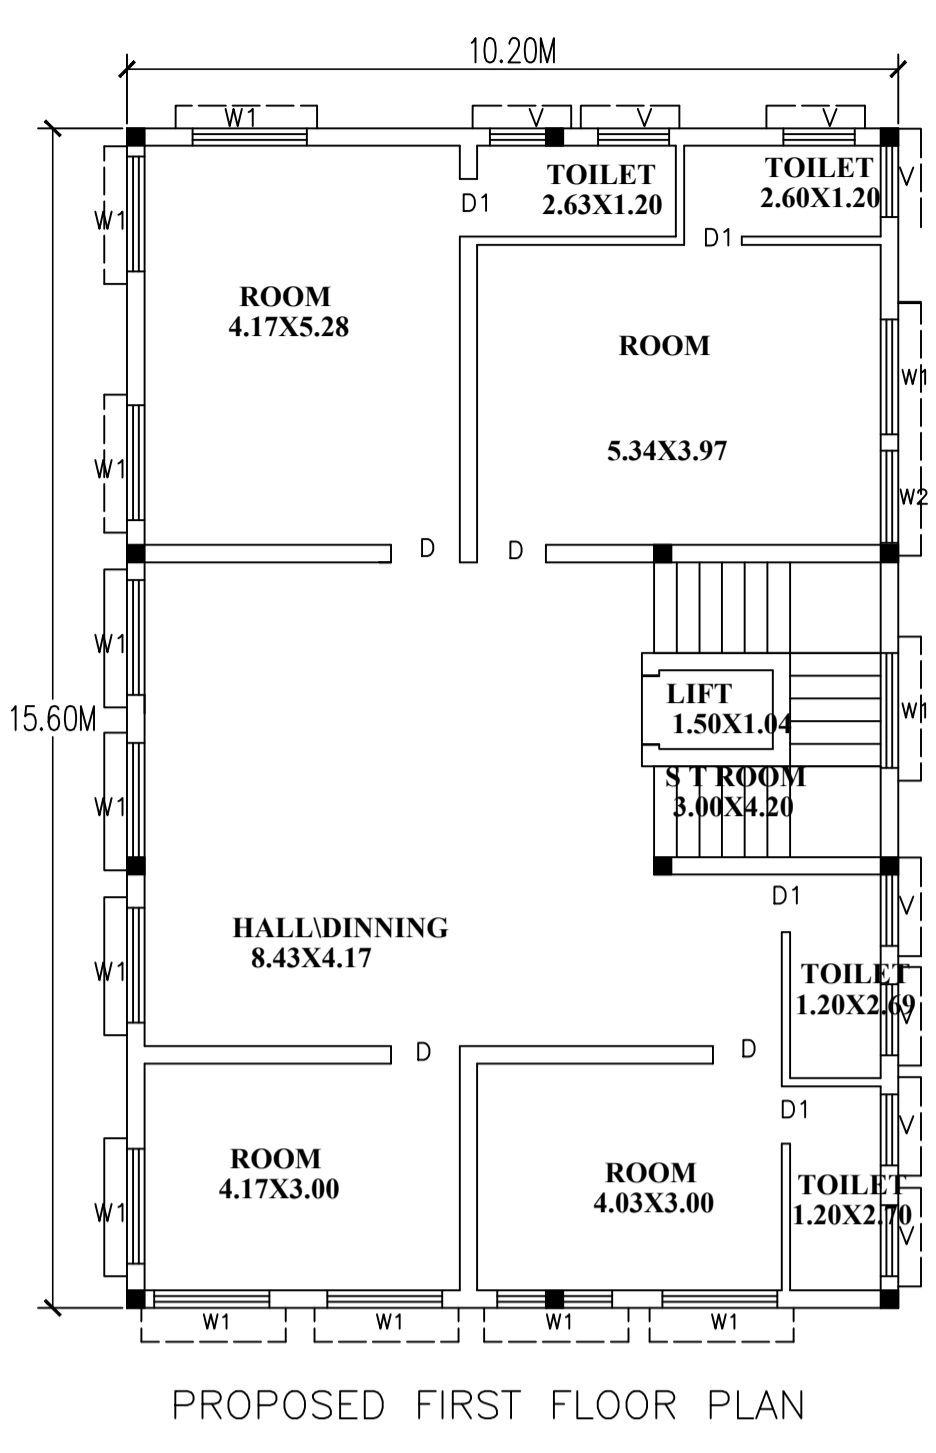 10.20M
W1
V
V
V
TOILET
2.63X1.20
TOILET
2.60X1.20
V
D1
W1
D1
ROOM
4.17X5.28
ROOM
W1
5.34X3.97
W1
W2
D
D
W1
LIFT
1.50X1.04
W1
15.60M
S T ROOM
3.00X4.20
W1
D1
V
HALL\DINNING
8.43X4.17
W1
TOILET
1.20X2.69
V
D
D
D1
V
ROOM
4.17X3.00
ROOM
4.03X3.00
TOILET
1.20X2.70
W1
V
W1
W1
W1
W1
PROPOSED FIRST FLOOR PLAN